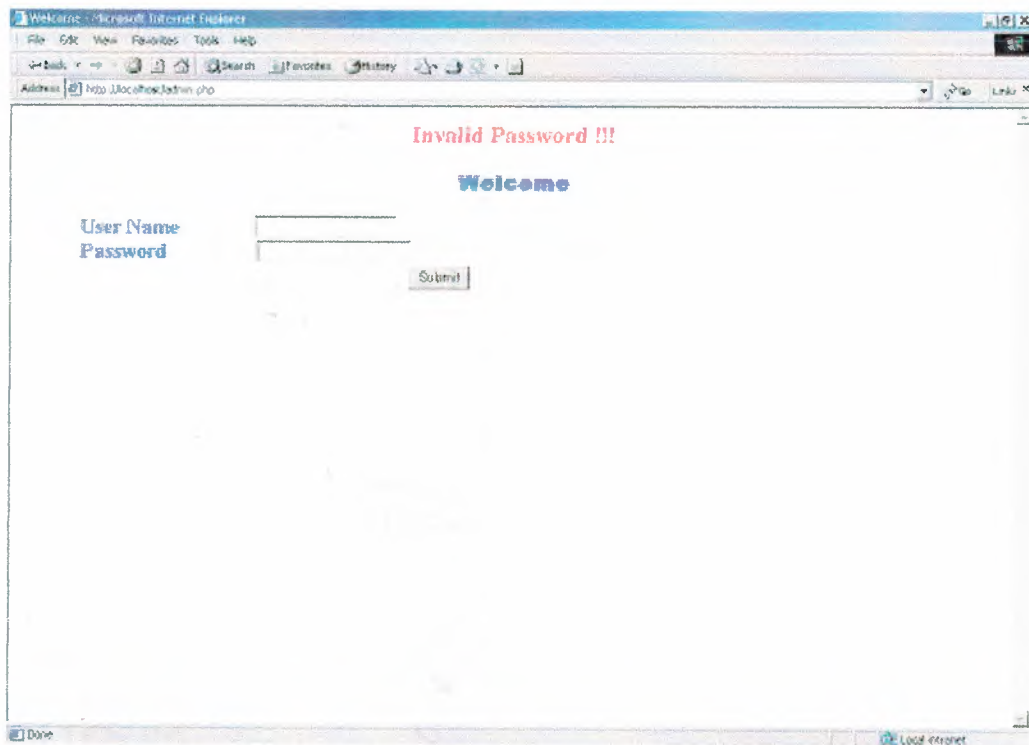 Welcome - Microsoft Internet Explorer
File Edit View Favorites Tools Help
Back Search Favorites History
Address Go Links
Invalid Password !!!
Welcome
User Name
Password
Submit
Done Local intranet